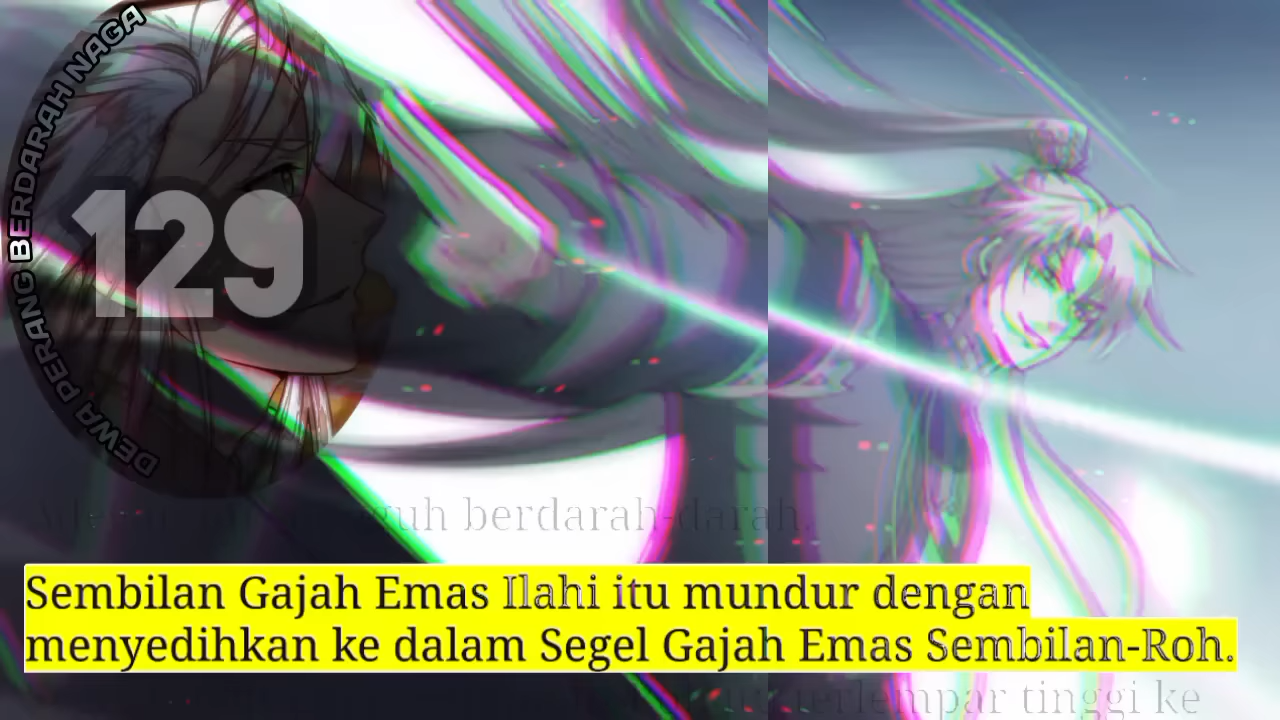 DEWA PERANG BERDARAH NAGA
129
guh berdarah-darah.
Sembilan Gajah Emas Ilahi itu mundur dengan
menyedihkan ke dalam Segel Gajah Emas Sembilan-Roh.
terlempar tinggi ke